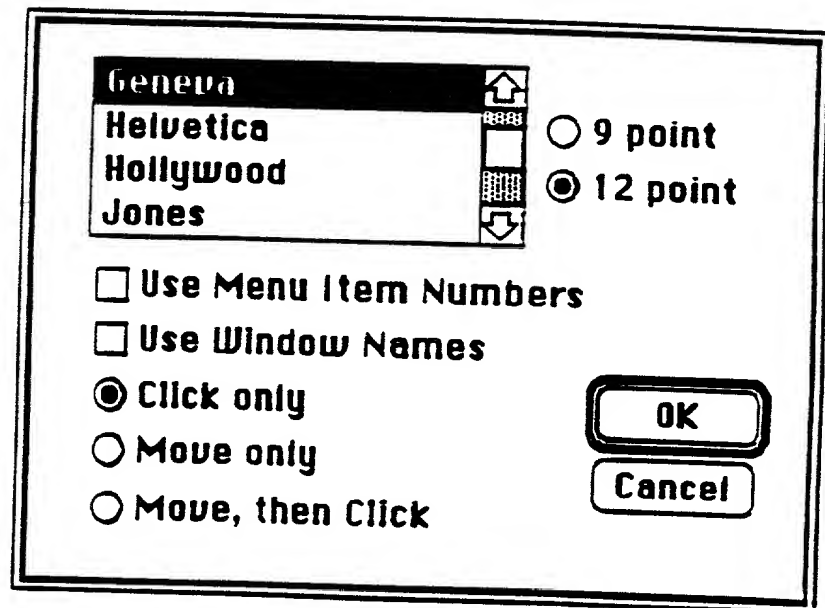 Geneva
Helvetica
Hollywood
Jones
9 point
12 point
Use Menu Item Numbers
Use Window Names
Click only
Move only
Move, then Click
OK
Cancel